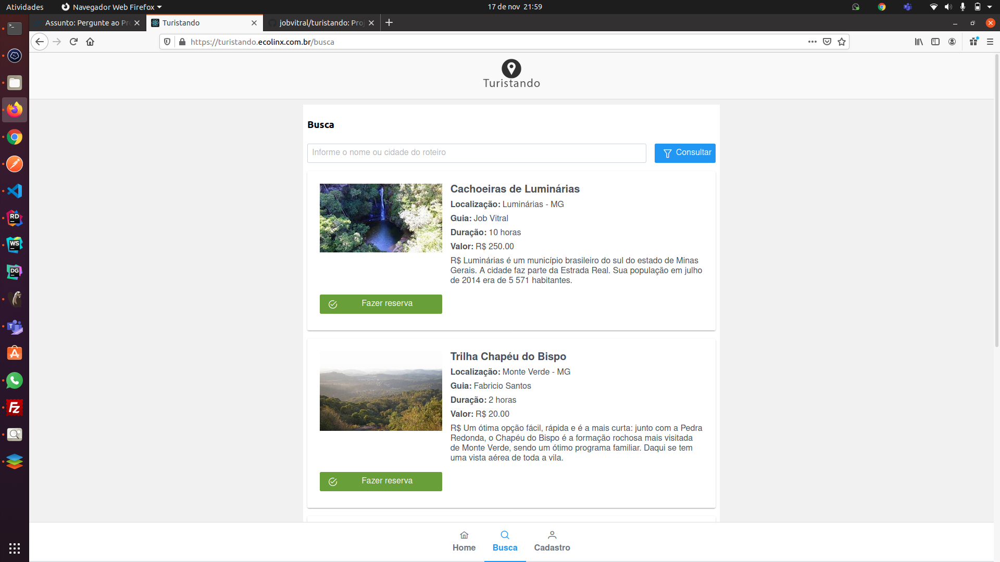 Atividades
Navegador Web Firefox
17 de nov 21:59
Assunto: Pergunte ao Pr
Turistando
jobvitral/turistando: Proj
https://turistando.ecolinx.com.br/busca
Turistando
Busca
Informe o nome ou cidade do roteiro
Consultar
Cachoeiras de Luminárias
Localização: Luminárias - MG
Guia: Job Vitral
Duração: 10 horas
Valor: R$ 250.00
R$ Luminárias é um município brasileiro do sul do estado de Minas
Gerais. A cidade faz parte da Estrada Real. Sua população em julho
de 2014 era de 5 571 habitantes.
Fazer reserva
Trilha Chapéu do Bispo
Localização: Monte Verde - MG
Guia: Fabricio Santos
Duração: 2 horas
Valor: R$ 20.00
R$ Um ótima opção fácil, rápida e é a mais curta: junto com a Pedra
Redonda, o Chapéu do Bispo é a formação rochosa mais visitada
de Monte Verde, sendo um ótimo programa familiar. Daqui se tem
uma vista aérea de toda a vila.
Fazer reserva
Home
Busca
Cadastro
RD
WS
DG